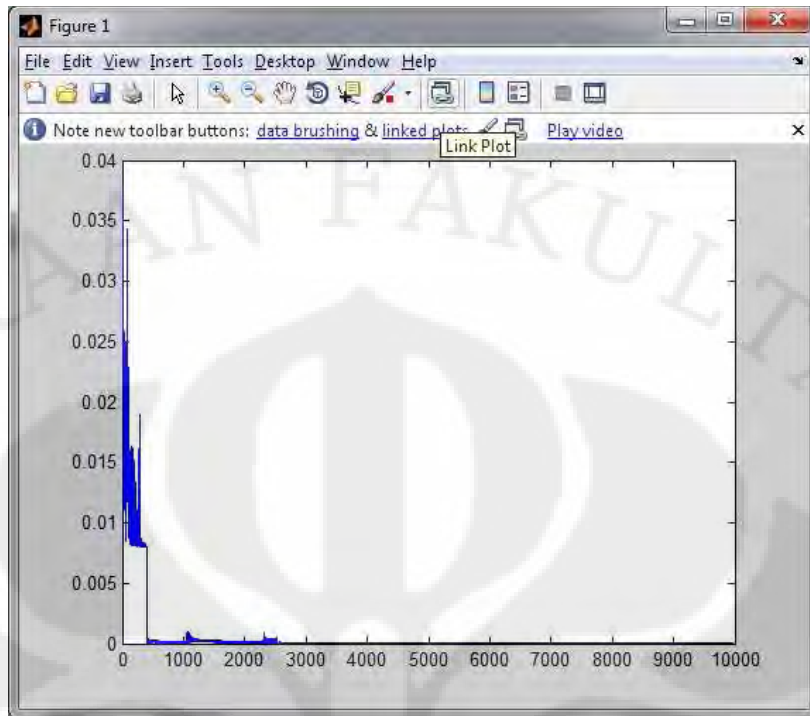 Figure 1
File Edit View Insert Tools Desktop Window Help
Note new toolbar buttons: data brushing & linked plots Play video
Link Plot
0.04
0.035
0.03
0.025
0.02
0.015
0.01
0.005
0
0 1000 2000 3000 4000 5000 6000 7000 8000 9000 10000
AAN FAKULTA